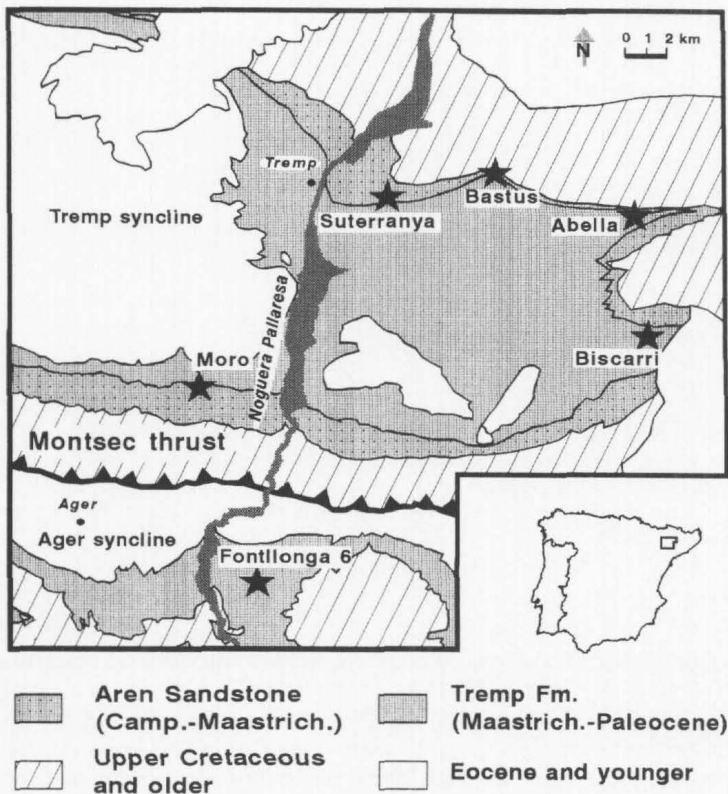 N
0 1 2 km
Tremp
Tremp syncline
Suterranya
Bastus
Abella
Noguera Pallaresa
Moro
Biscarri
Montsec thrust
Ager
Ager syncline
Fontllonga 6
Aren Sandstone
(Camp.-Maastrich.)
Tremp Fm.
(Maastrich.-Paleocene)
Upper Cretaceous
and older
Eocene and younger